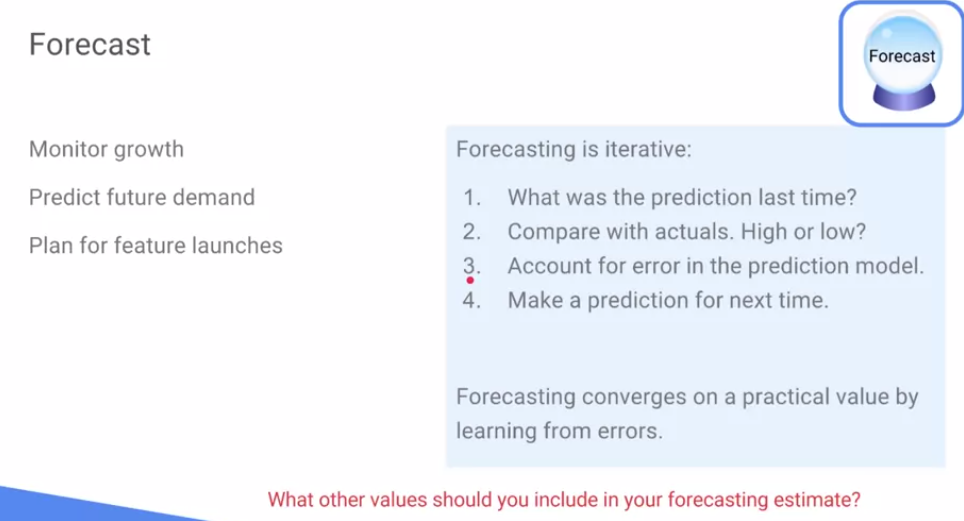 Forecast
Forecast
Monitor growth
Predict future demand
Plan for feature launches
Forecasting is iterative:
1. What was the prediction last time?
2. Compare with actuals. High or low?
3. Account for error in the prediction model.
4. Make a prediction for next time.
Forecasting converges on a practical value by
learning from errors.
What other values should you include in your forecasting estimate?